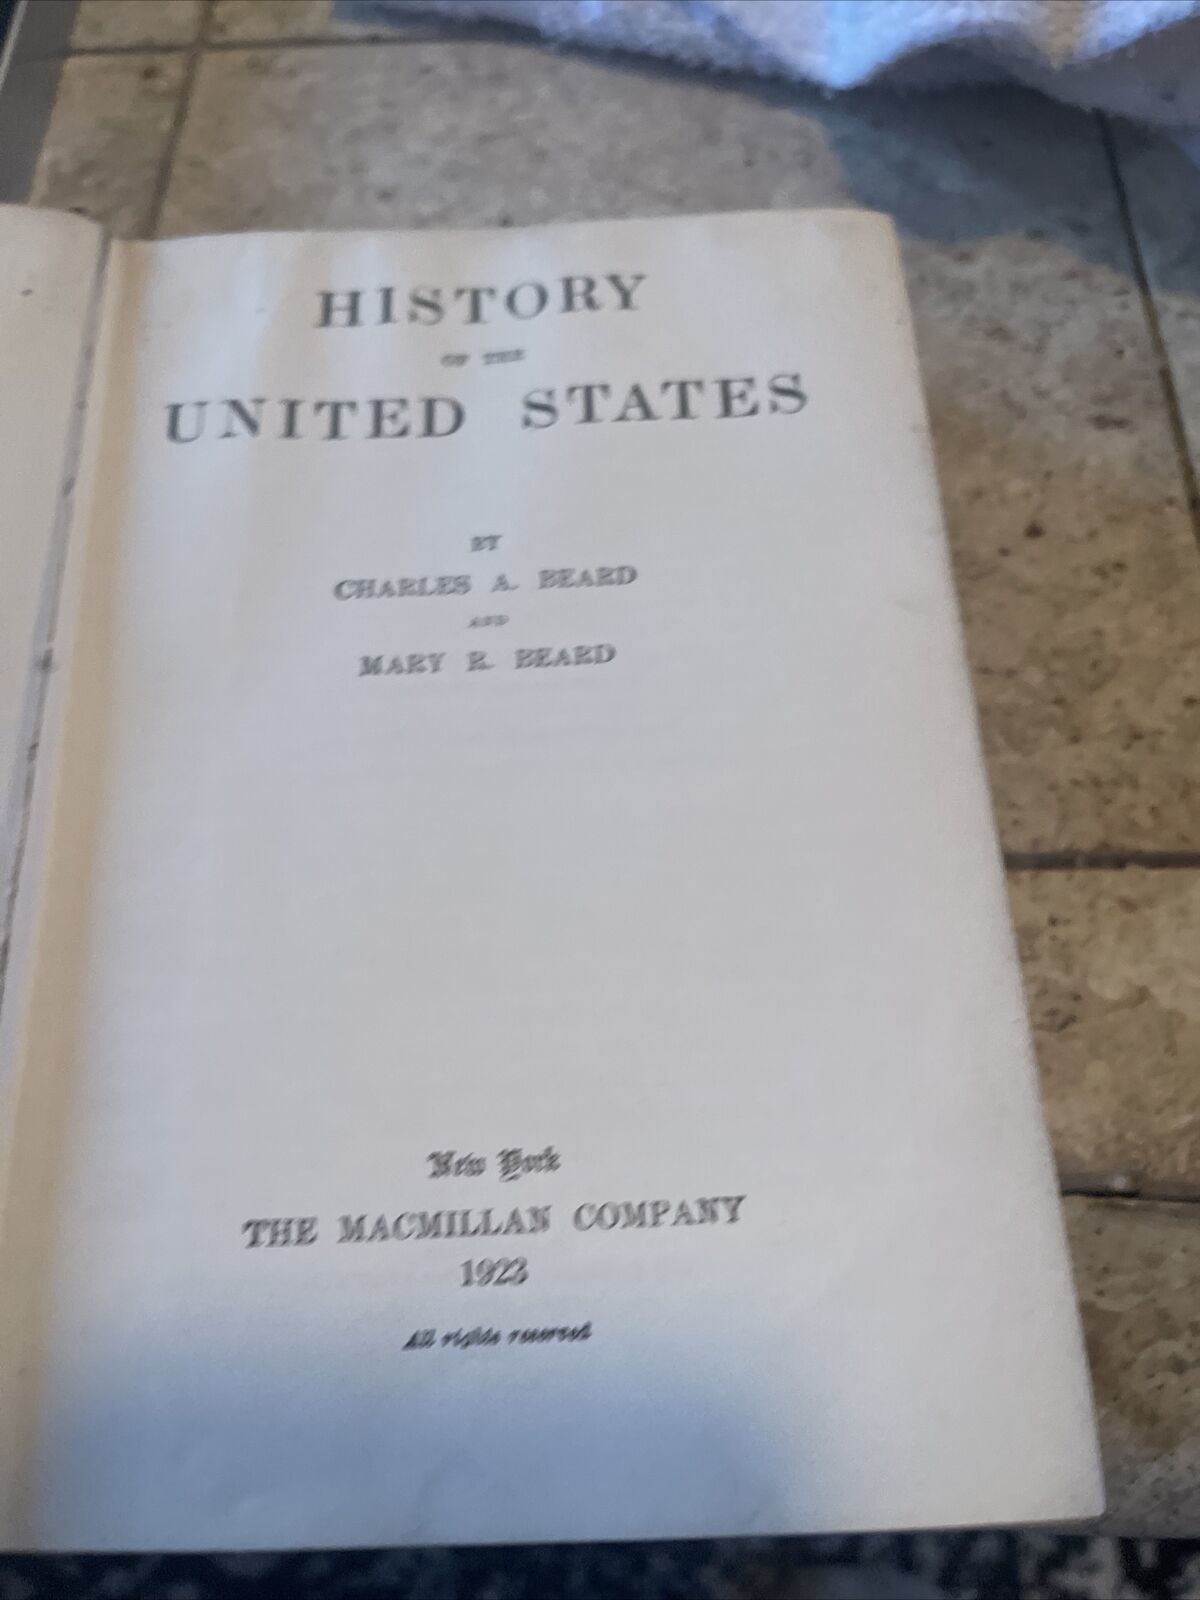 HISTORY
OF THE
UNITED STATES
BY
CHARLES A. BEARD
AND
MARY R. BEARD
New York
THE MACMILLAN COMPANY
1923
All rights reserved